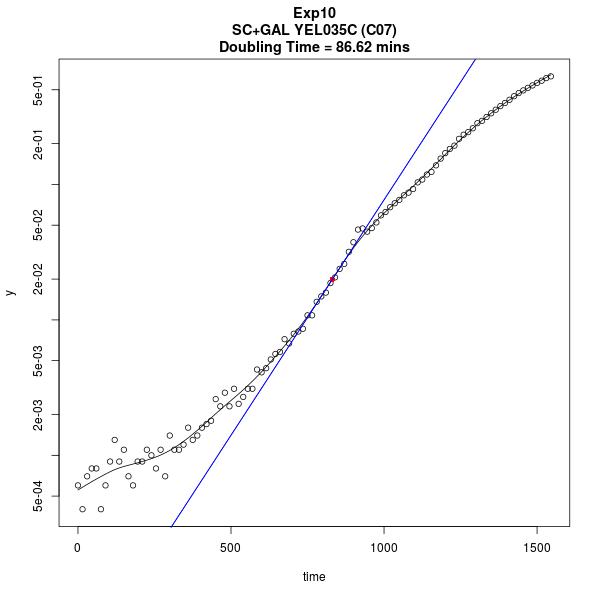 Exp10
SC+GAL YEL035C (C07)
Doubling Time = 86.62 mins
5e-01
2e-01
5e-02
2e-02
5e-03
2e-03
5e-04
y
0 500 1000 1500
time